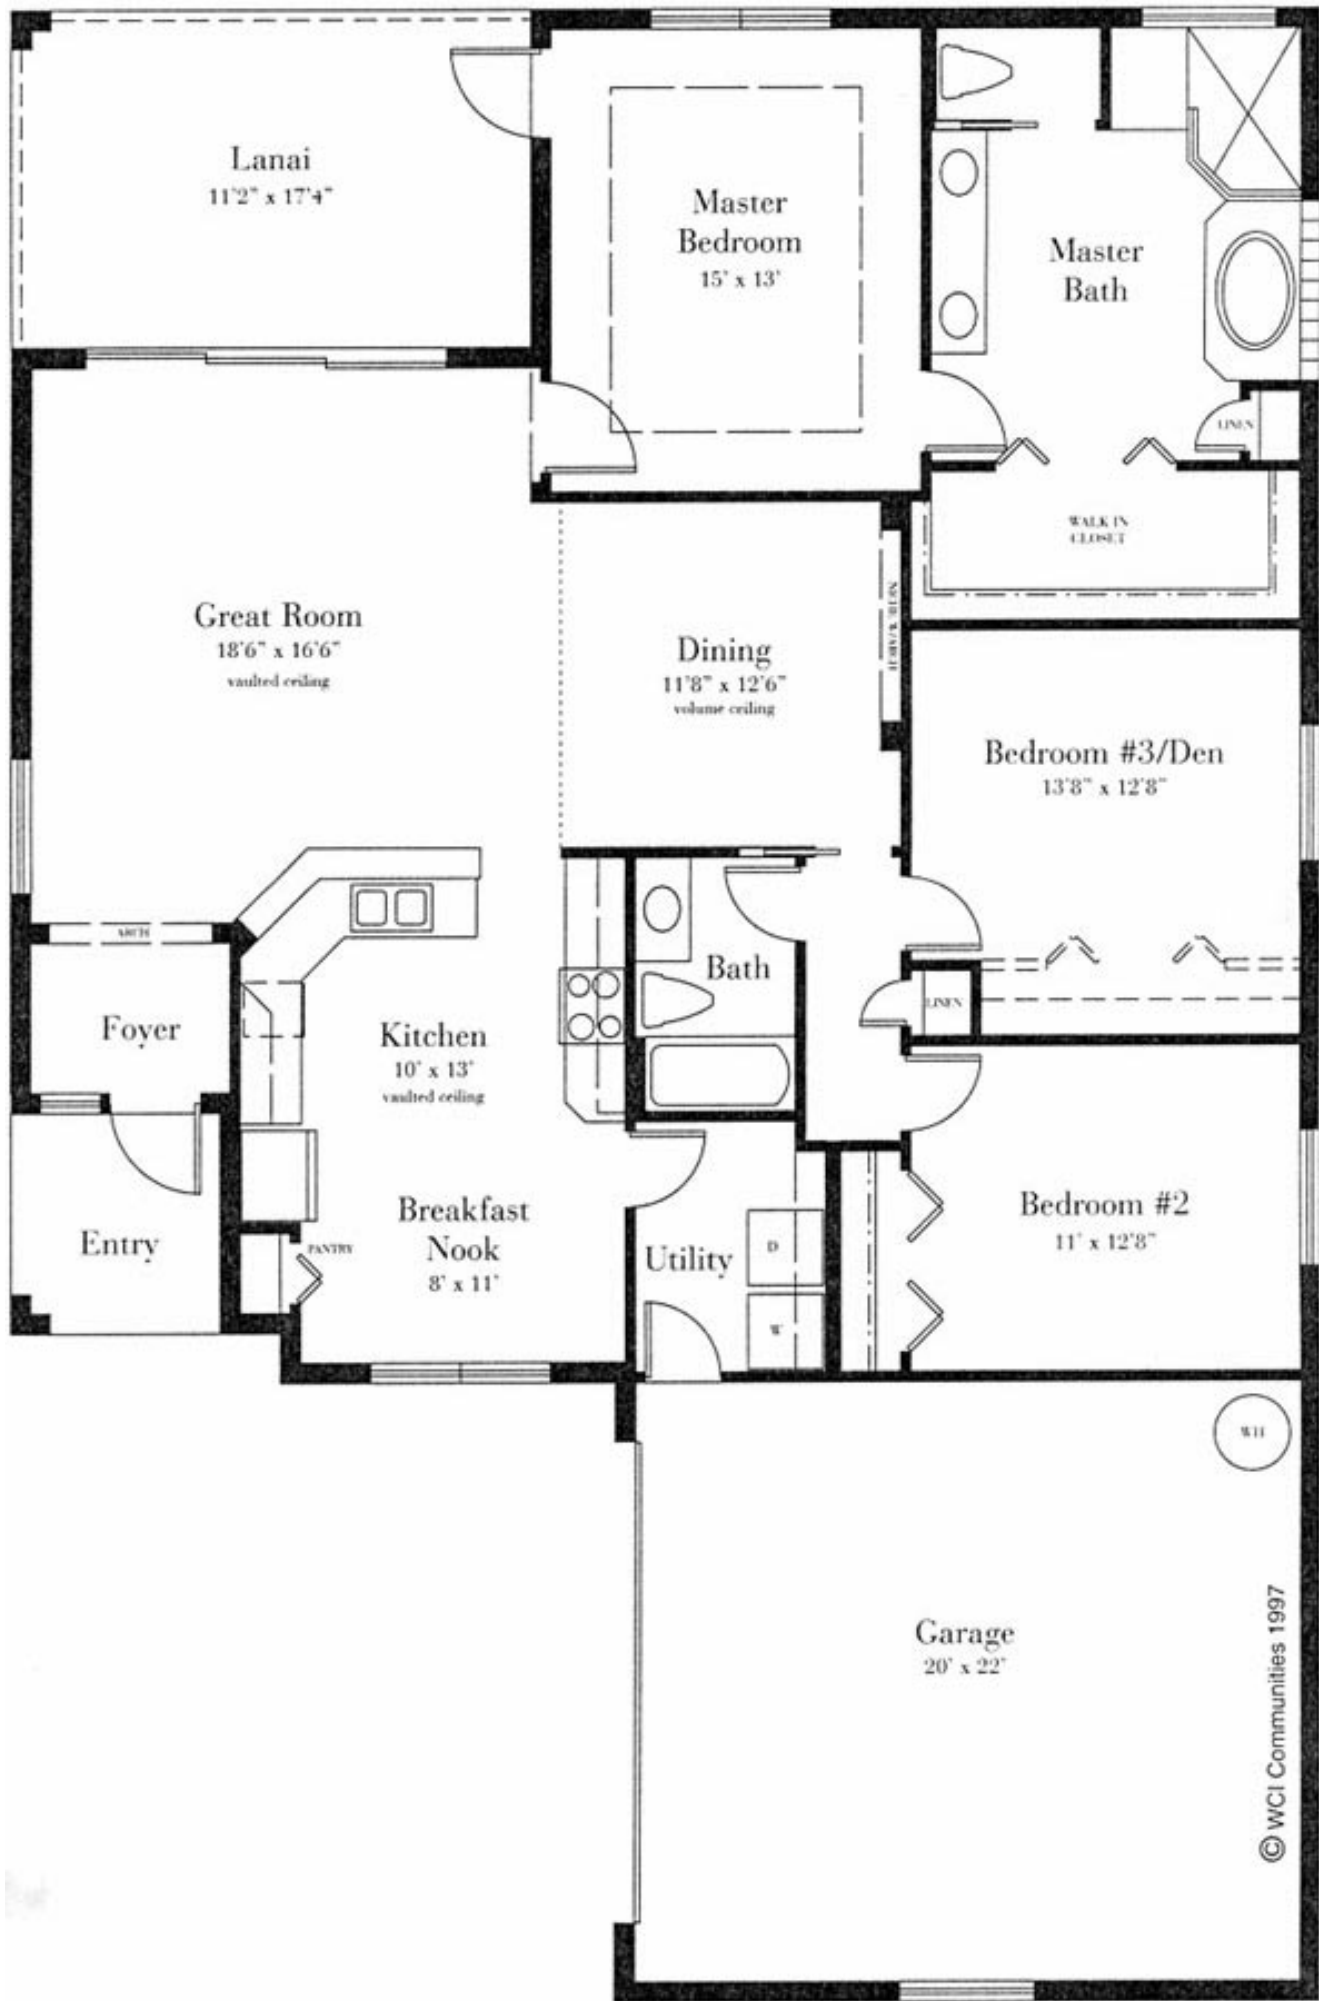 Lanai
11'2" x 17'4"
Master
Bedroom
15' x 13'
Master
Bath
LINEN
WALK IN
CLOSET
Great Room
18'6" x 16'6"
vaulted ceiling
Dining
11'8" x 12'6"
volume ceiling
NICHE W/ARCH
Bedroom #3/Den
13'8" x 12'8"
ARCH
Foyer
Kitchen
10' x 13'
vaulted ceiling
Bath
LINEN
Entry
PANTRY
Breakfast
Nook
8' x 11'
Utility
D
W
Bedroom #2
11' x 12'8"
WH
Garage
20' x 22'
© WCI Communities 1997